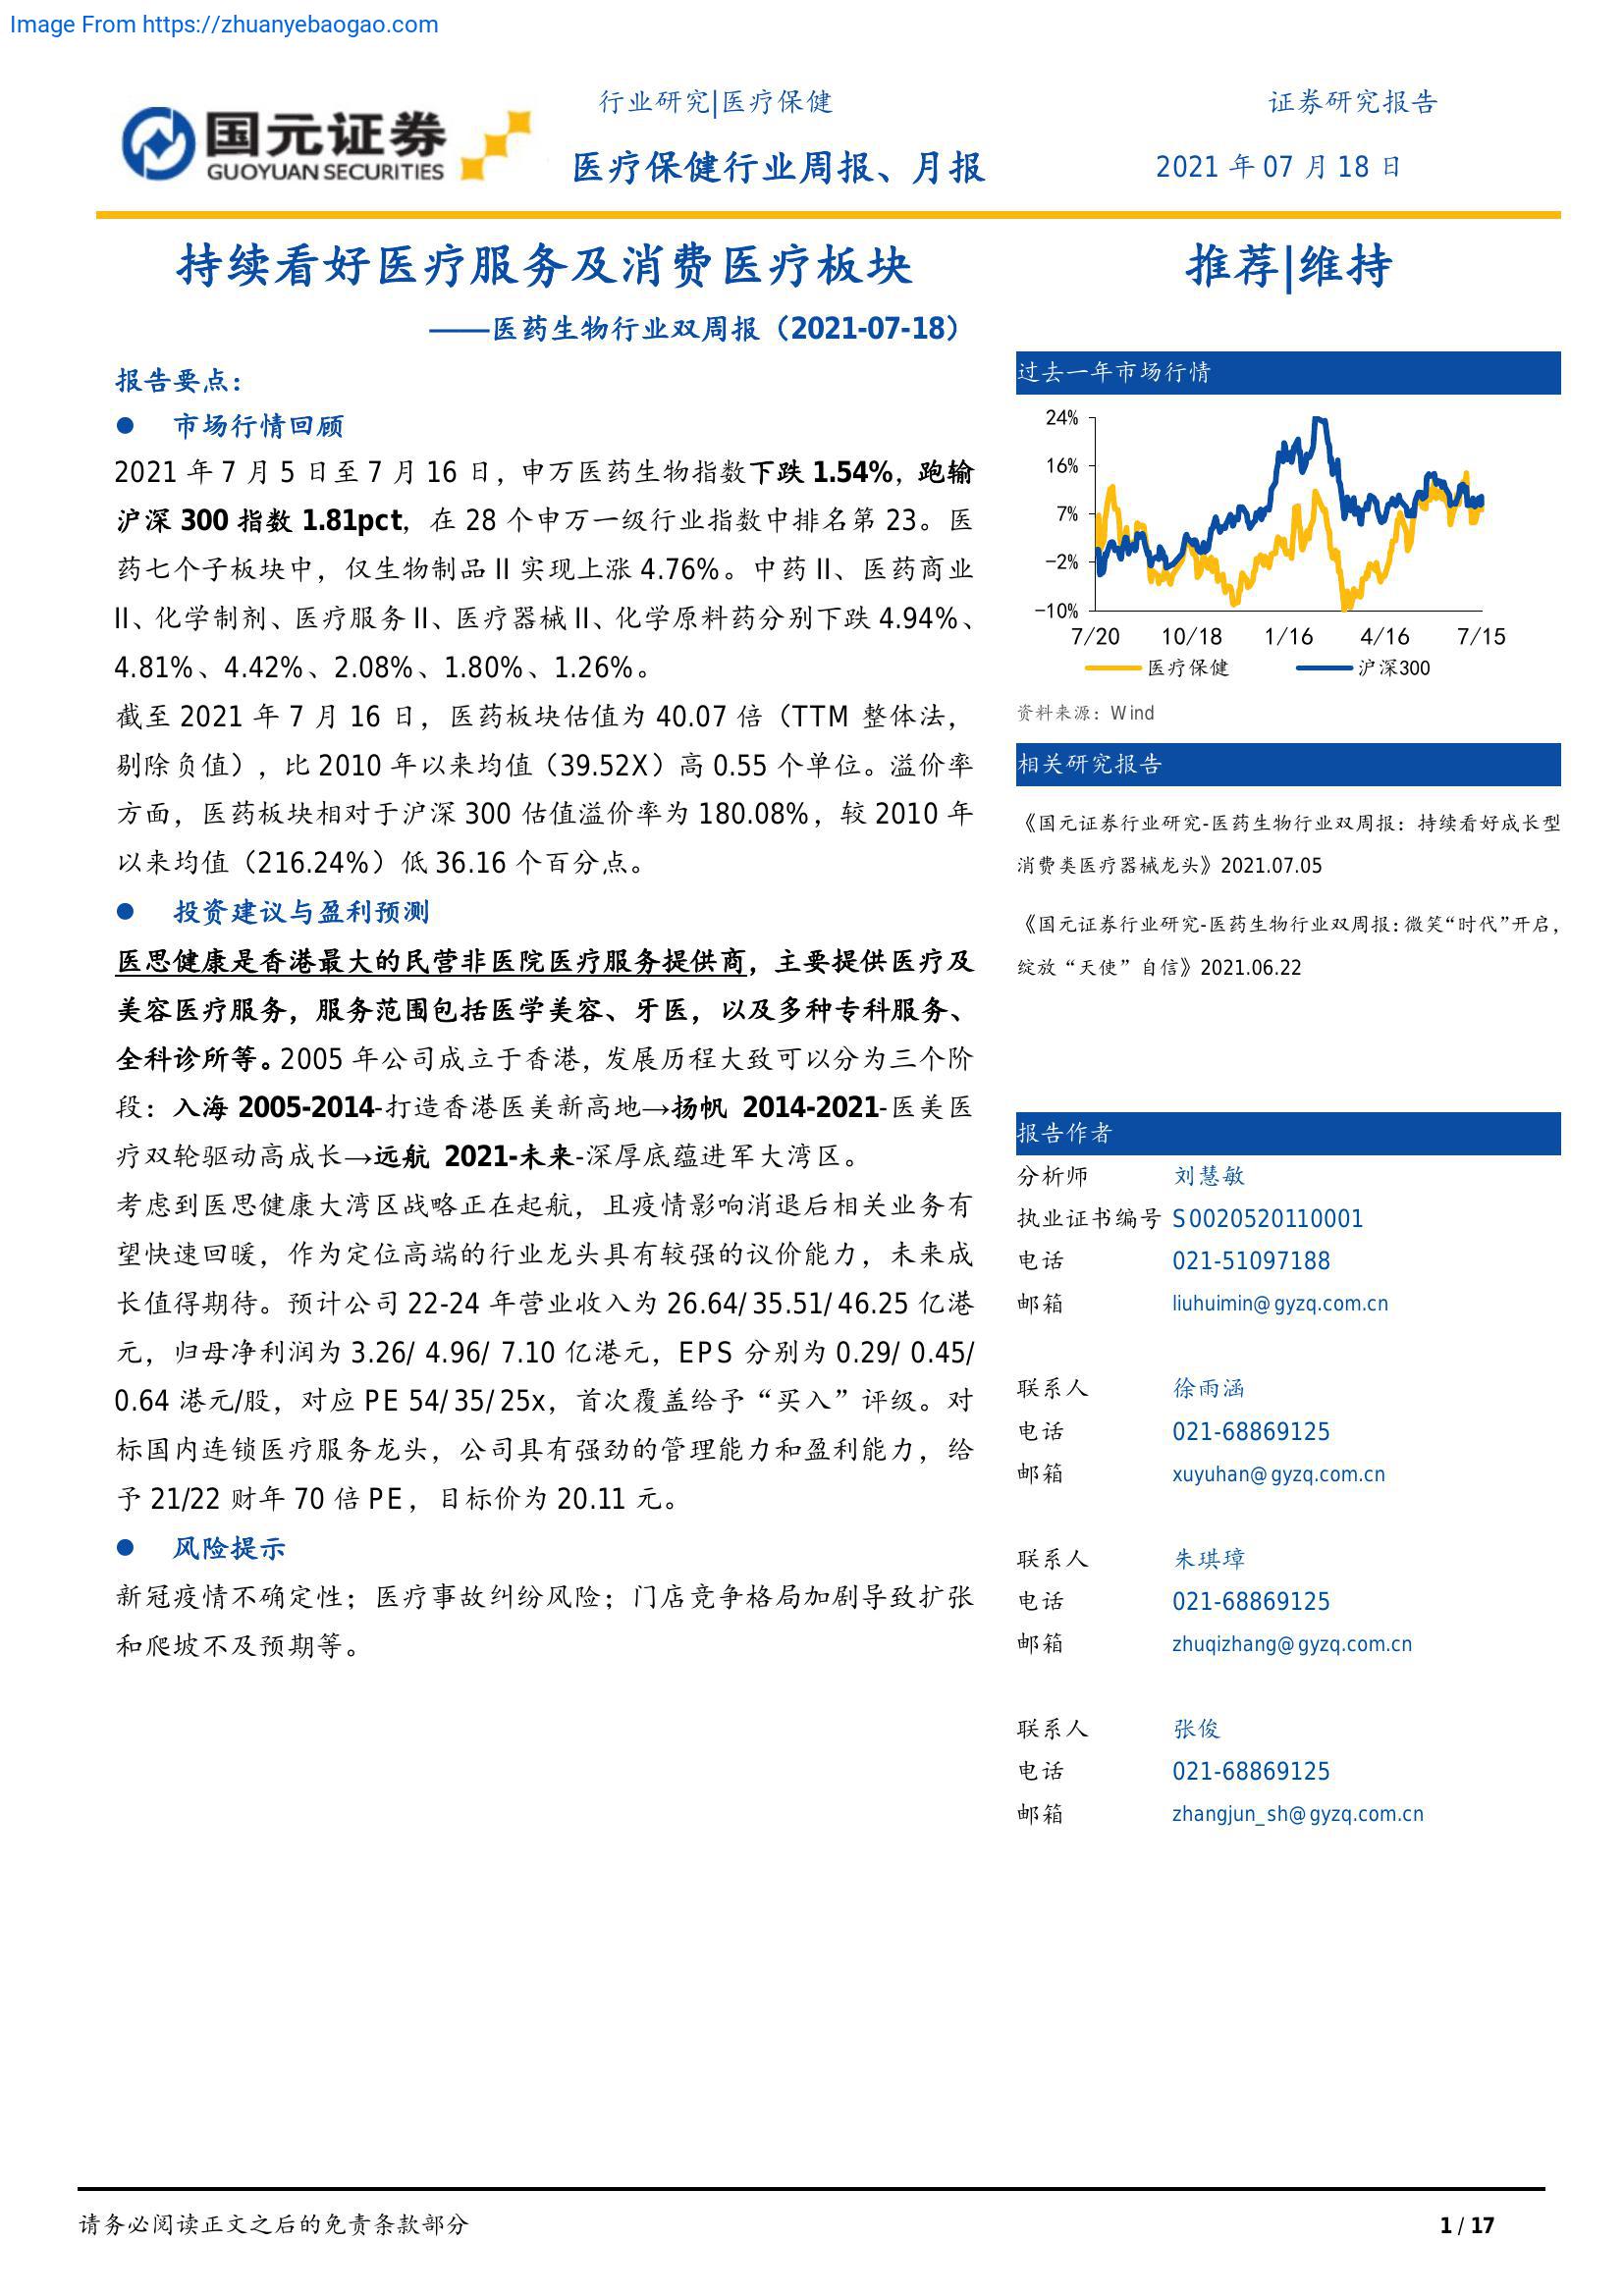 Image From https://zhuanyebaogao.com
国元证券
GUOYUAN SECURITIES
行业研究|医疗保健
证券研究报告
医疗保健行业周报、月报
2021 年 07 月 18 日
持续看好医疗服务及消费医疗板块
——医药生物行业双周报（2021-07-18）
报告要点：
● 市场行情回顾
2021 年 7 月 5 日至 7 月 16 日，申万医药生物指数下跌 1.54%，跑输
沪深 300 指数 1.81pct，在 28 个申万一级行业指数中排名第 23。医
药七个子板块中，仅生物制品 II 实现上涨 4.76%。中药 II、医药商业
II、化学制剂、医疗服务 II、医疗器械 II、化学原料药分别下跌 4.94%、
4.81%、4.42%、2.08%、1.80%、1.26%。
截至 2021 年 7 月 16 日，医药板块估值为 40.07 倍（TTM 整体法，
剔除负值），比 2010 年以来均值（39.52X）高 0.55 个单位。溢价率
方面，医药板块相对于沪深 300 估值溢价率为 180.08%，较 2010 年
以来均值（216.24%）低 36.16 个百分点。
● 投资建议与盈利预测
医思健康是香港最大的民营非医院医疗服务提供商，主要提供医疗及
美容医疗服务，服务范围包括医学美容、牙医，以及多种专科服务、
全科诊所等。2005 年公司成立于香港，发展历程大致可以分为三个阶
段：入海 2005-2014-打造香港医美新高地→扬帆 2014-2021-医美医
疗双轮驱动高成长→远航 2021-未来-深厚底蕴进军大湾区。
考虑到医思健康大湾区战略正在起航，且疫情影响消退后相关业务有
望快速回暖，作为定位高端的行业龙头具有较强的议价能力，未来成
长值得期待。预计公司 22-24 年营业收入为 26.64/ 35.51/ 46.25 亿港
元，归母净利润为 3.26/ 4.96/ 7.10 亿港元，EPS 分别为 0.29/ 0.45/
0.64 港元/股，对应 PE 54/ 35/ 25x，首次覆盖给予“买入”评级。对
标国内连锁医疗服务龙头，公司具有强劲的管理能力和盈利能力，给
予 21/22 财年 70 倍 PE，目标价为 20.11 元。
● 风险提示
新冠疫情不确定性；医疗事故纠纷风险；门店竞争格局加剧导致扩张
和爬坡不及预期等。
推荐|维持
过去一年市场行情
24%
16%
7%
-2%
-10%
7/20 10/18 1/16 4/16 7/15
医疗保健 沪深300
资料来源：Wind
相关研究报告
《国元证券行业研究-医药生物行业双周报：持续看好成长型
消费类医疗器械龙头》2021.07.05
《国元证券行业研究-医药生物行业双周报：微笑“时代”开启，
绽放“天使”自信》2021.06.22
报告作者
分析师 刘慧敏
执业证书编号 S0020520110001
电话 021-51097188
邮箱 liuhuimin@gyzq.com.cn
联系人 徐雨涵
电话 021-68869125
邮箱 xuyuhan@gyzq.com.cn
联系人 朱琪璋
电话 021-68869125
邮箱 zhuqizhang@gyzq.com.cn
联系人 张俊
电话 021-68869125
邮箱 zhangjun_sh@gyzq.com.cn
请务必阅读正文之后的免责条款部分
1 / 17